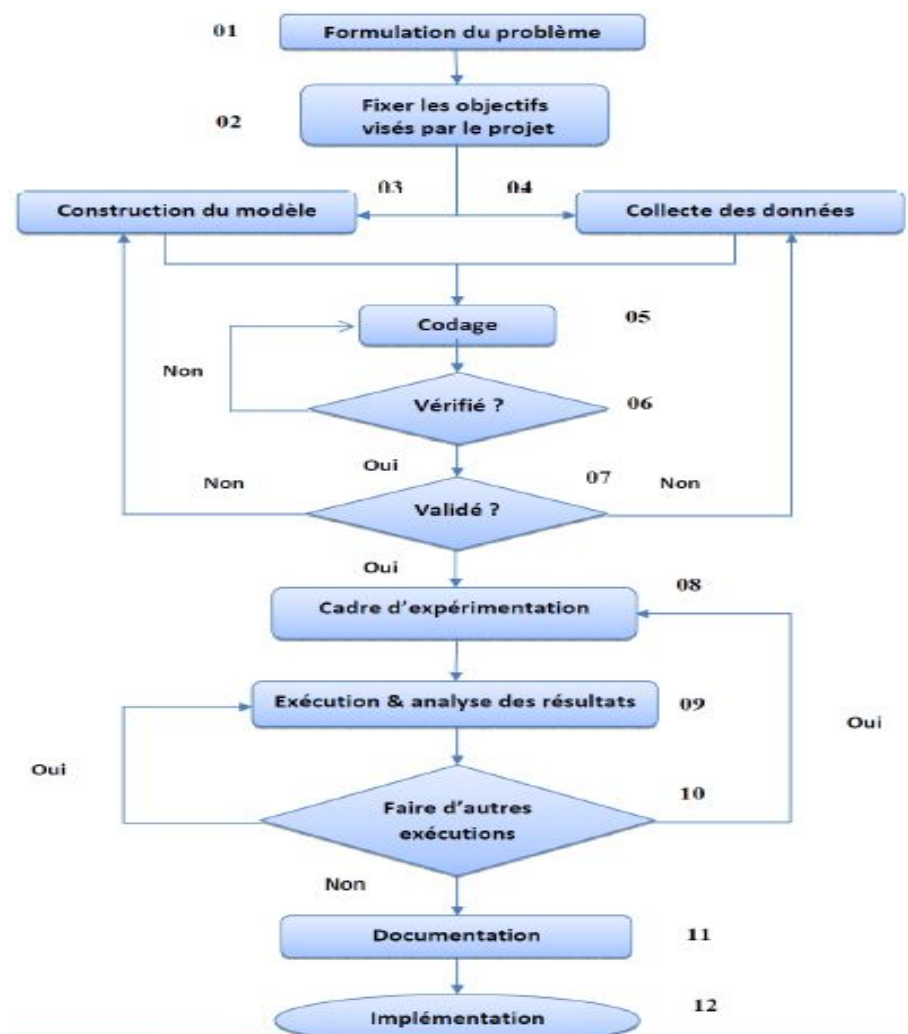 01 Formulation du problème
Fixer les objectifs
02 visés par le projet
03 04
Construction du modèle Collecte des données
05
Codage
Non
Vérifié ? 06
Oui
Non 07 Non
Validé ?
Oui
08
Cadre d'expérimentation
Exécution & analyse des résultats 09
Oui
Oui
10
Faire d'autres
exécutions
Non
Documentation 11
12
Implémentation